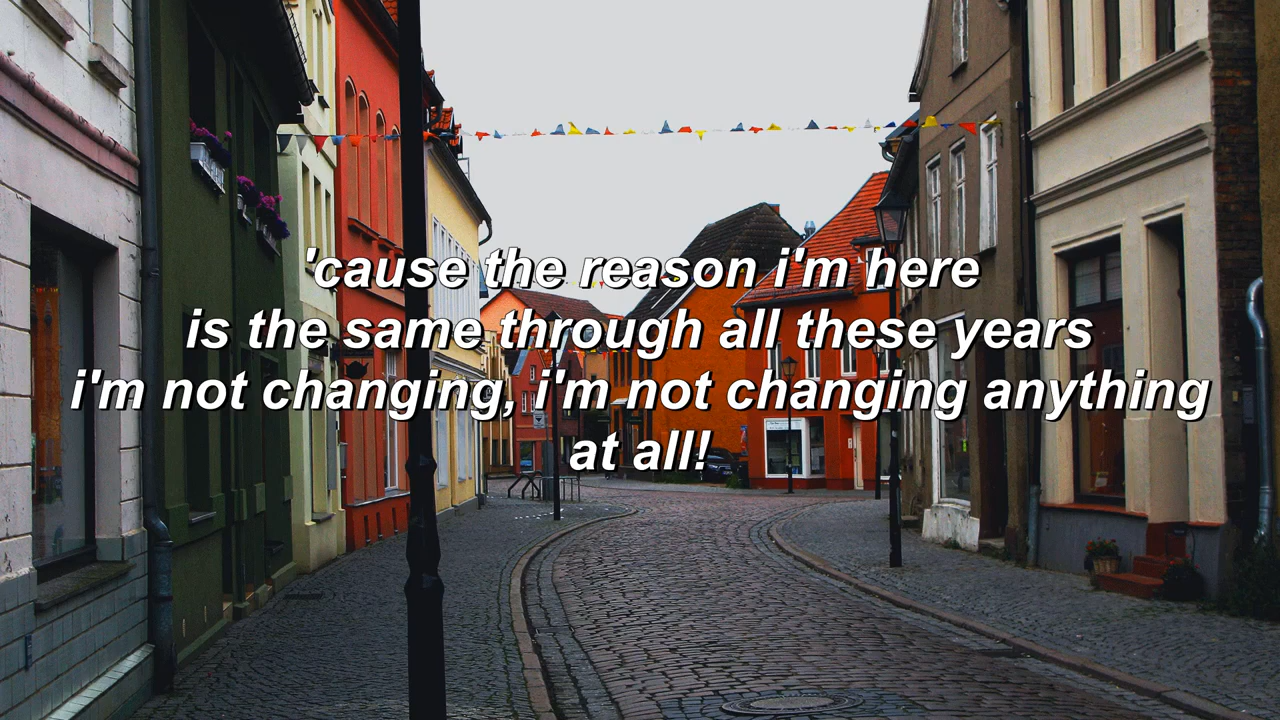 'cause the reason i'm here
is the same through all these years
i'm not changing, i'm not changing anything
at all!